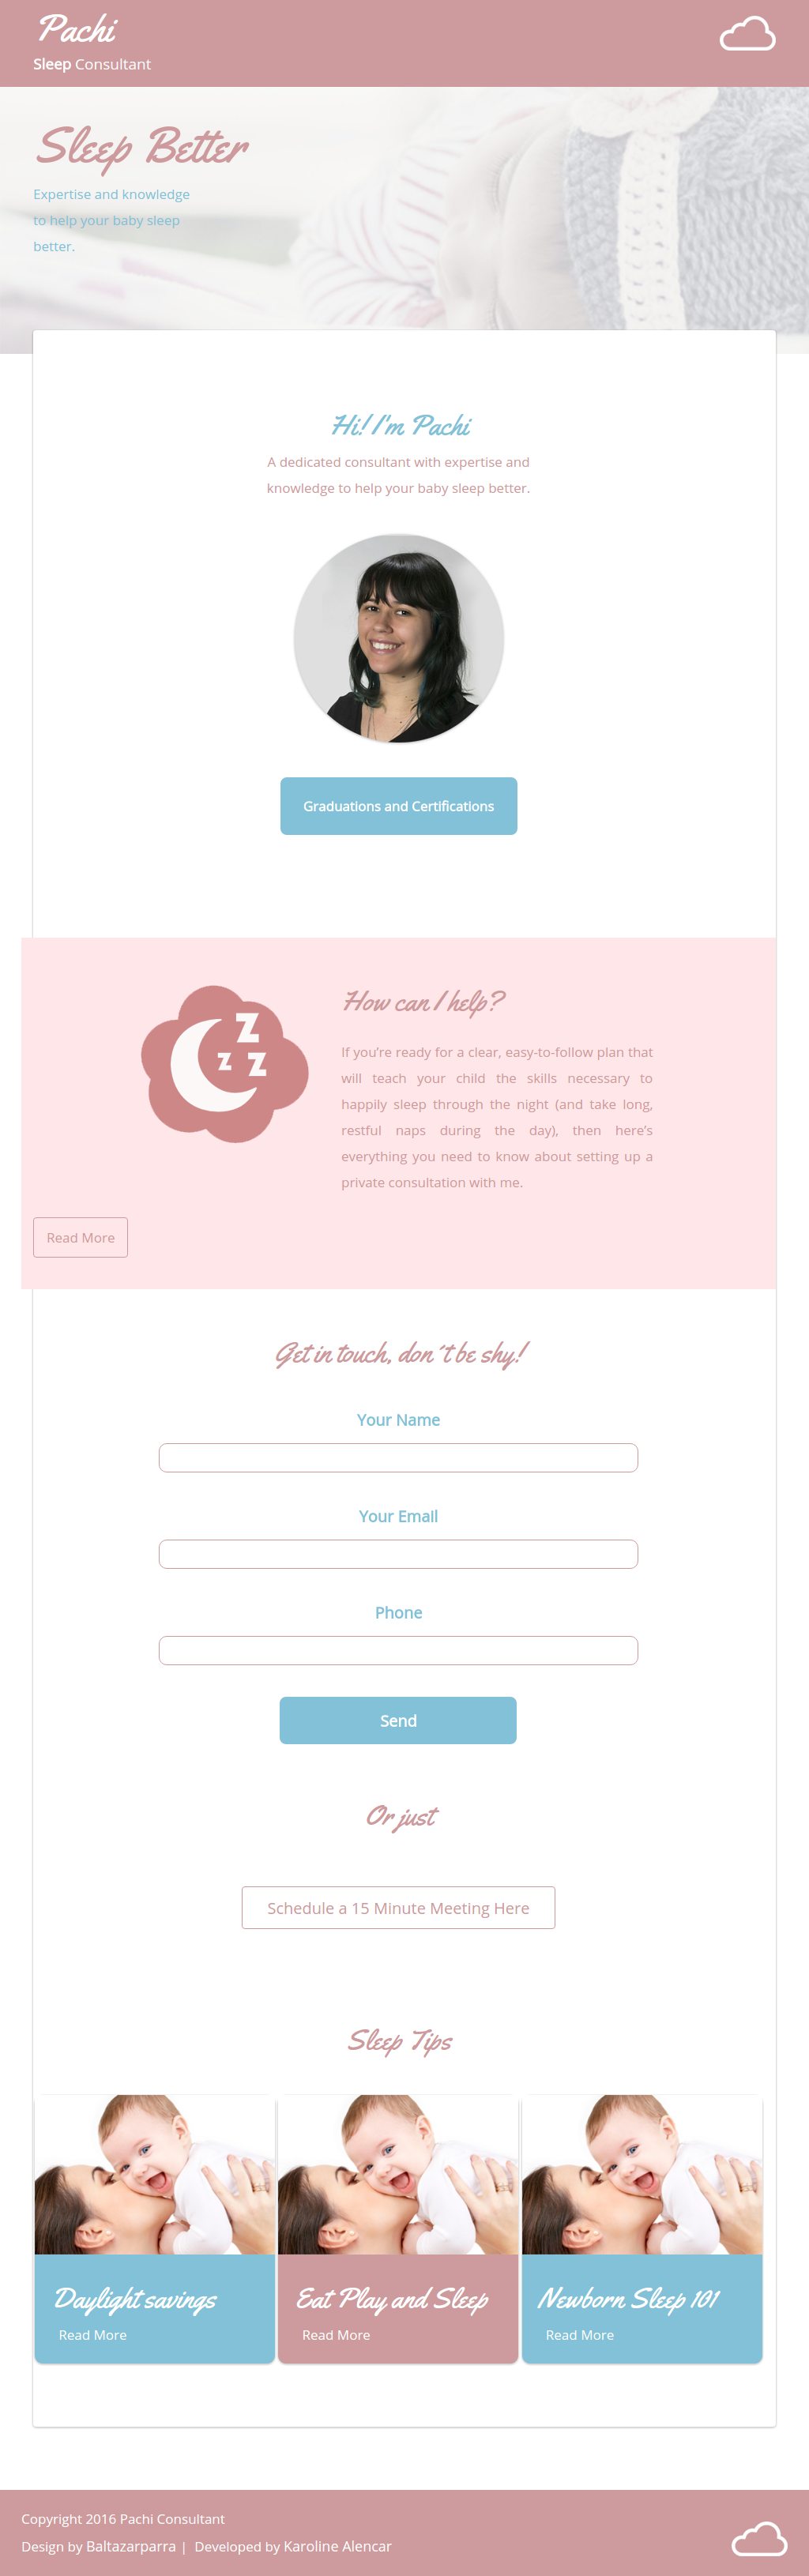 Pachi
Sleep Consultant
Sleep Better
Expertise and knowledge
to help your baby sleep
better.
Hi! I'm Pachi
A dedicated consultant with expertise and
knowledge to help your baby sleep better.
Graduations and Certifications
How can I help?
If you’re ready for a clear, easy-to-follow plan that
will teach your child the skills necessary to
happily sleep through the night (and take long,
restful naps during the day), then here’s
everything you need to know about setting up a
private consultation with me.
Read More
Get in touch, don´t be shy!
Your Name
Your Email
Phone
Send
Or just
Schedule a 15 Minute Meeting Here
Sleep Tips
Daylight savings
Read More
Eat Play and Sleep
Read More
Newborn Sleep 101
Read More
Copyright 2016 Pachi Consultant
Design by Baltazarparra | Developed by Karoline Alencar